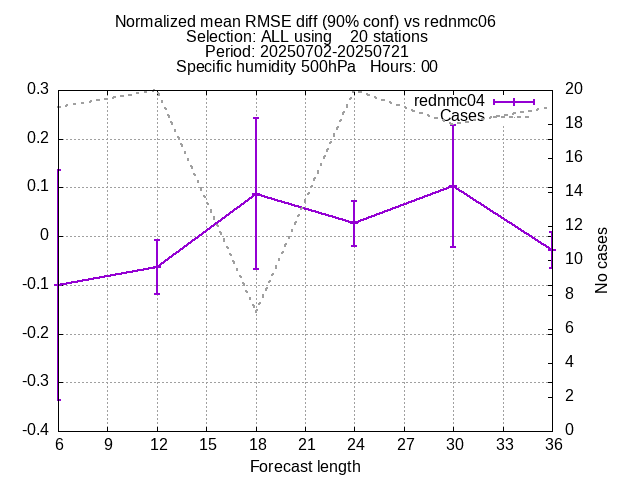 Normalized mean RMSE diff (90% conf) vs rednmc06
Selection: ALL using    20 stations
Period: 20250702-20250721
Specific humidity 500hPa   Hours: 00
rednmc04
Cases
0.3
0.2
0.1
0
-0.1
-0.2
-0.3
-0.4
20
18
16
14
12
10
8
6
4
2
0
No cases
6 9 12 15 18 21 24 27 30 33 36
Forecast length